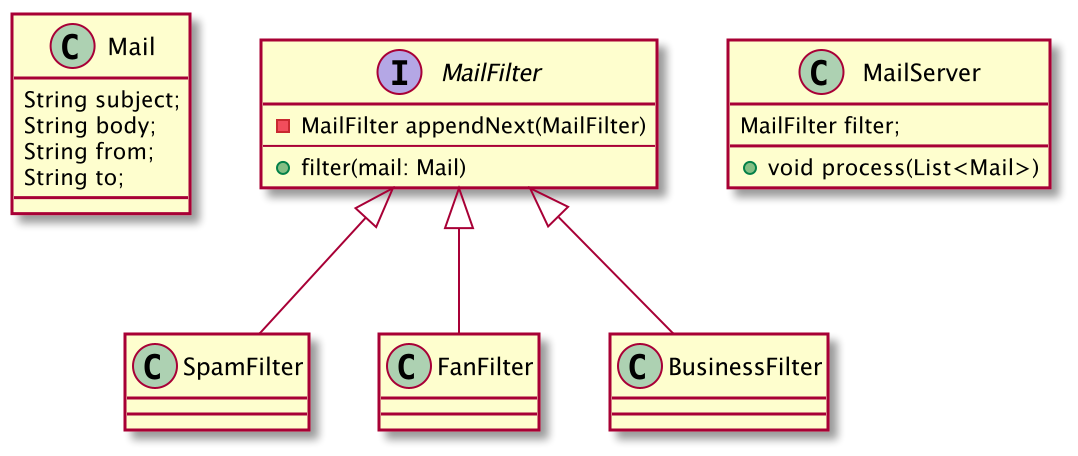 C Mail
String subject;
String body;
String from;
String to;
I MailFilter
MailFilter appendNext(MailFilter)
filter(mail: Mail)
C MailServer
MailFilter filter;
void process(List<Mail>)
C SpamFilter
C FanFilter
C BusinessFilter